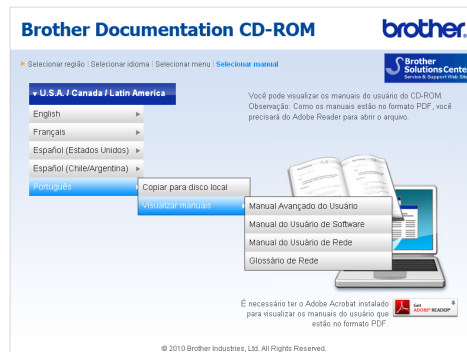 Brother Documentation CD-ROM
brother.
Selecionar região | Selecionar idioma | Selecionar menu | Selecionar manual
Brother
Solutions Cente
Service & Support Web Sit
U.S.A. / Canada / Latin America
Você pode visualizar os manuais do usuário do CD-ROM.
Observação: Como os manuais estão no formato PDF, você
precisará do Adobe Reader para abrir o arquivo.
English
Français
Español (Estados Unidos)
Español (Chile/Argentina)
Português
Copiar para disco local
Visualizar manuais
Manual Avançado do Usuário
Manual do Usuário de Software
Manual do Usuário de Rede
Glossário de Rede
É necessário ter o Adobe Acrobat instalado
para visualizar os manuais do usuário que
estão no formato PDF.
Get
ADOBE® READER®
© 2010 Brother Industries, Ltd. All Rights Reserved.